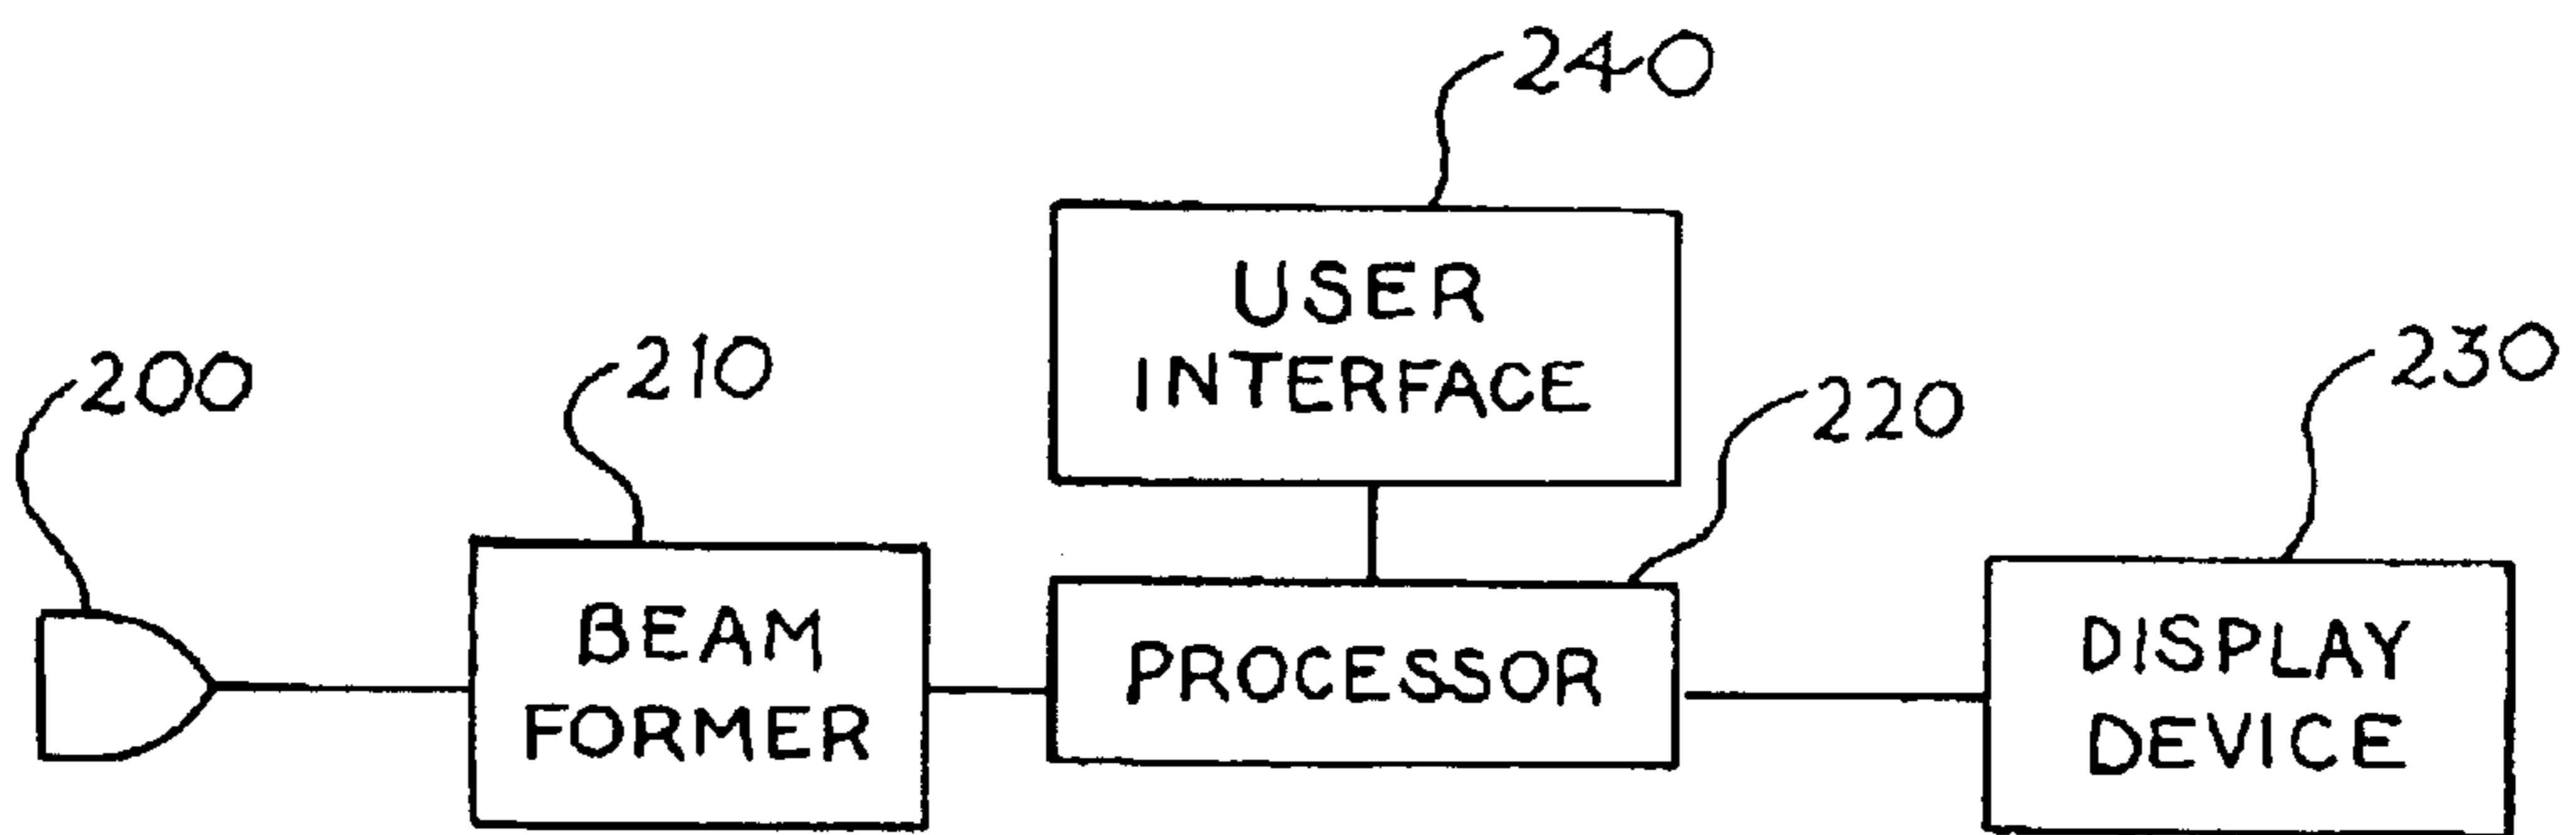 240
USER
INTERFACE
200
210
220
230
BEAM
FORMER
PROCESSOR
DISPLAY
DEVICE